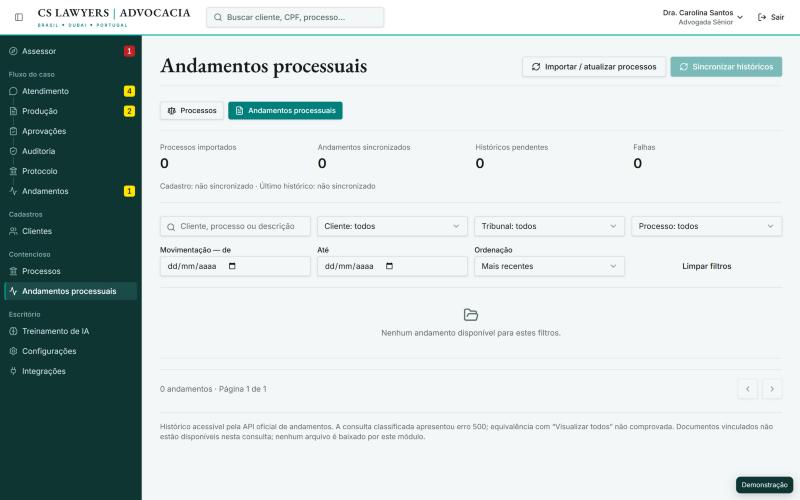 CS LAWYERS | ADVOCACIA
BRASIL • DUBAI • PORTUGAL
Buscar cliente, CPF, processo...
Dra. Carolina Santos
Advogada Sênior
Sair
Assessor 1
Fluxo do caso
Atendimento 4
Produção 2
Aprovações
Auditoria
Protocolo
Andamentos 1
Cadastros
Clientes
Contencioso
Processos
Andamentos processuais
Escritório
Treinamento de IA
Configurações
Integrações
Andamentos processuais
Importar / atualizar processos
Sincronizar históricos
Processos
Andamentos processuais
Processos importados
0
Andamentos sincronizados
0
Históricos pendentes
0
Falhas
0
Cadastro: não sincronizado · Último histórico: não sincronizado
Cliente, processo ou descrição
Cliente: todos
Tribunal: todos
Processo: todos
Movimentação — de
dd/mm/aaaa
Até
dd/mm/aaaa
Ordenação
Mais recentes
Limpar filtros
Nenhum andamento disponível para estes filtros.
0 andamentos · Página 1 de 1
Histórico acessível pela API oficial de andamentos. A consulta classificada apresentou erro 500; equivalência com "Visualizar todos" não comprovada. Documentos vinculados não
estão disponíveis nesta consulta; nenhum arquivo é baixado por este módulo.
Demonstração